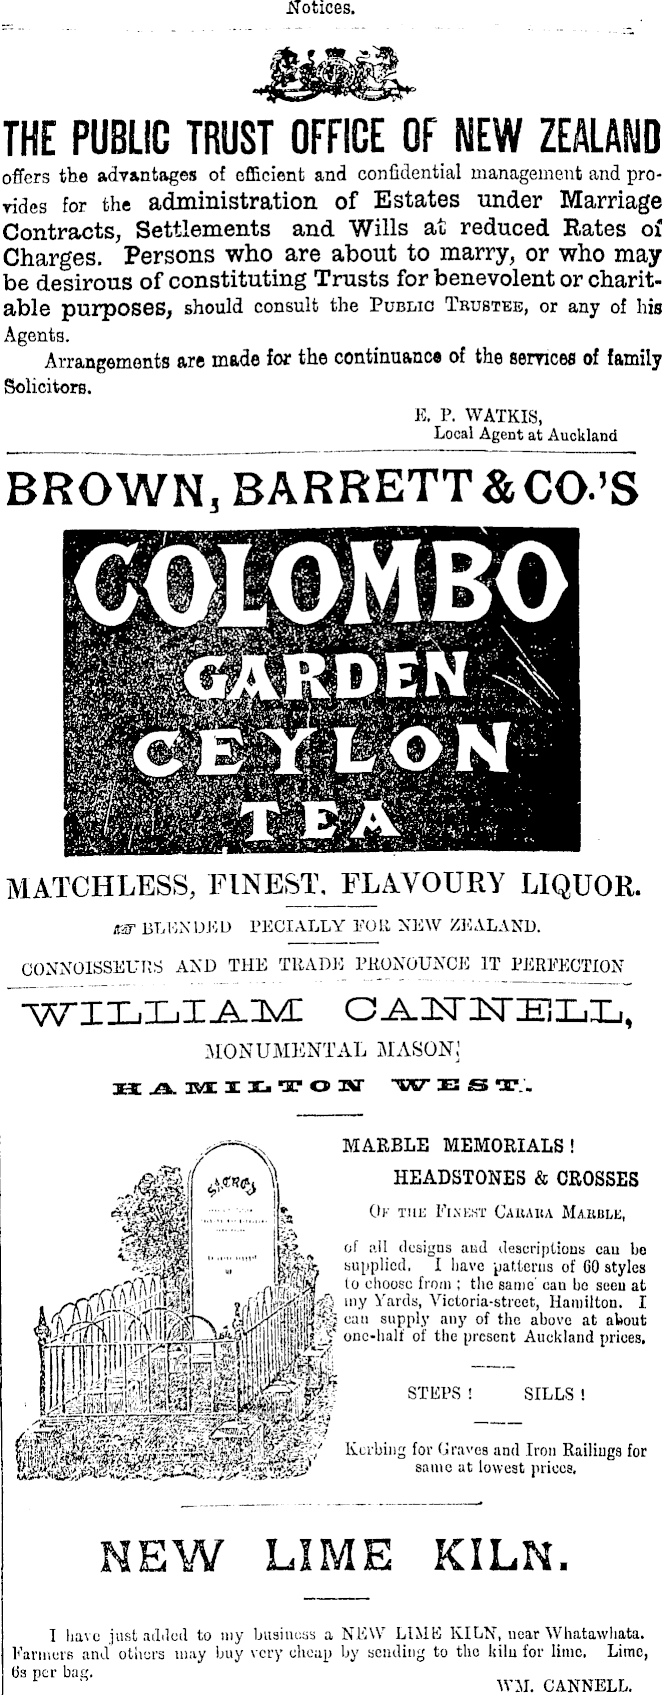 Notices.
THE PUBLIC TRUST OFFICE OF NEW ZEALAND
offers the advantages of efficient and confidential management and pro-
vides for the administration of Estates under Marriage
Contracts, Settlements and Wills at reduced Rates of
Charges. Persons who are about to marry, or who may
be desirous of constituting Trusts for benevolent or charit-
able purposes, should consult the PUBLIC TRUSTEE, or any of his
Agents.
Arrangements are made for the continuance of the services of family
Solicitors.
E. P. WATKIS,
Local Agent at Auckland
BROWN, BARRETT & CO.'S
COLOMBO
GARDEN
CEYLON
TEA
MATCHLESS, FINEST, FLAVOURY LIQUOR.
☞ BLENDED PECIALLY FOR NEW ZEALAND.
CONNOISSEURS AND THE TRADE PRONOUNCE IT PERFECTION
WILLIAM CANNELL,
MONUMENTAL MASON,
HAMILTON WEST.
SACRED
MARBLE MEMORIALS!
HEADSTONES & CROSSES
OF THE FINEST CARARA MARBLE,
of all designs and descriptions can be
supplied. I have patterns of 60 styles
to choose from; the same can be seen at
my Yards, Victoria-street, Hamilton. I
can supply any of the above at about
one-half of the present Auckland prices.
STEPS! SILLS!
Kerbing for Graves and Iron Railings for
same at lowest prices.
NEW LIME KILN.
I have just added to my business a NEW LIME KILN, near Whatawhata.
Farmers and others may buy very cheap by sending to the kiln for lime. Lime,
6s per bag.
WM. CANNELL.